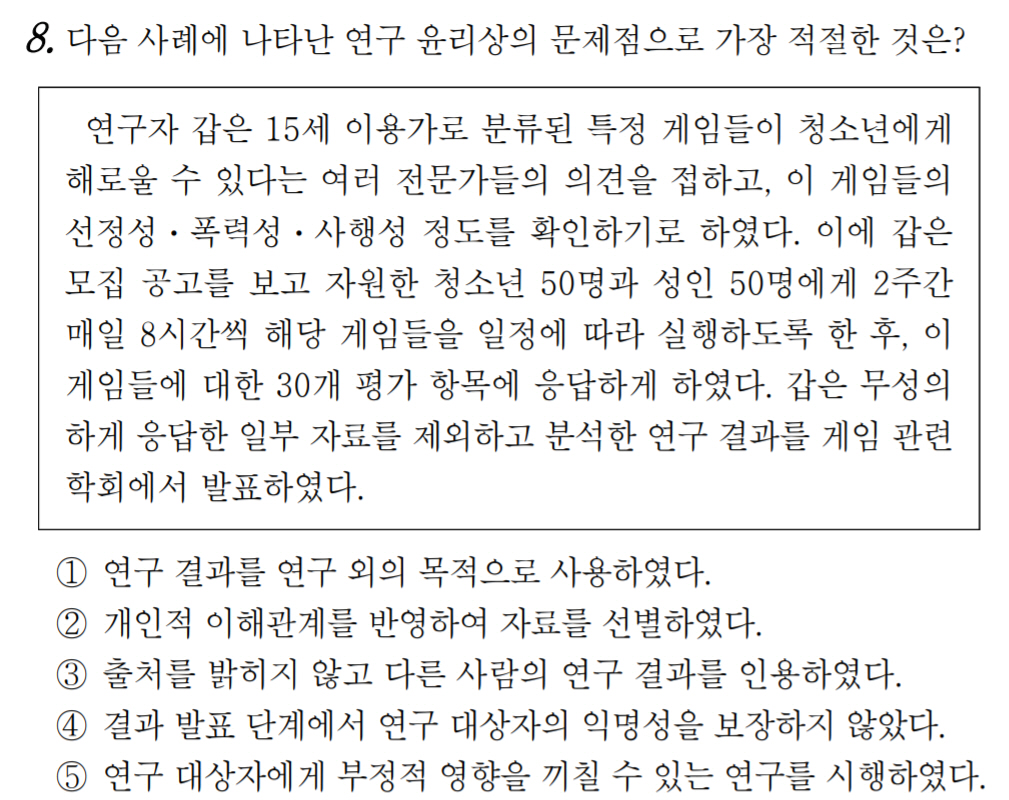 8. 다음 사례에 나타난 연구 윤리상의 문제점으로 가장 적절한 것은?
연구자 갑은 15세 이용가로 분류된 특정 게임들이 청소년에게
해로울 수 있다는 여러 전문가들의 의견을 접하고, 이 게임들의
선정성·폭력성·사행성 정도를 확인하기로 하였다. 이에 갑은
모집 공고를 보고 자원한 청소년 50명과 성인 50명에게 2주간
매일 8시간씩 해당 게임들을 일정에 따라 실행하도록 한 후, 이
게임들에 대한 30개 평가 항목에 응답하게 하였다. 갑은 무성의
하게 응답한 일부 자료를 제외하고 분석한 연구 결과를 게임 관련
학회에서 발표하였다.
① 연구 결과를 연구 외의 목적으로 사용하였다.
② 개인적 이해관계를 반영하여 자료를 선별하였다.
③ 출처를 밝히지 않고 다른 사람의 연구 결과를 인용하였다.
④ 결과 발표 단계에서 연구 대상자의 익명성을 보장하지 않았다.
⑤ 연구 대상자에게 부정적 영향을 끼칠 수 있는 연구를 시행하였다.